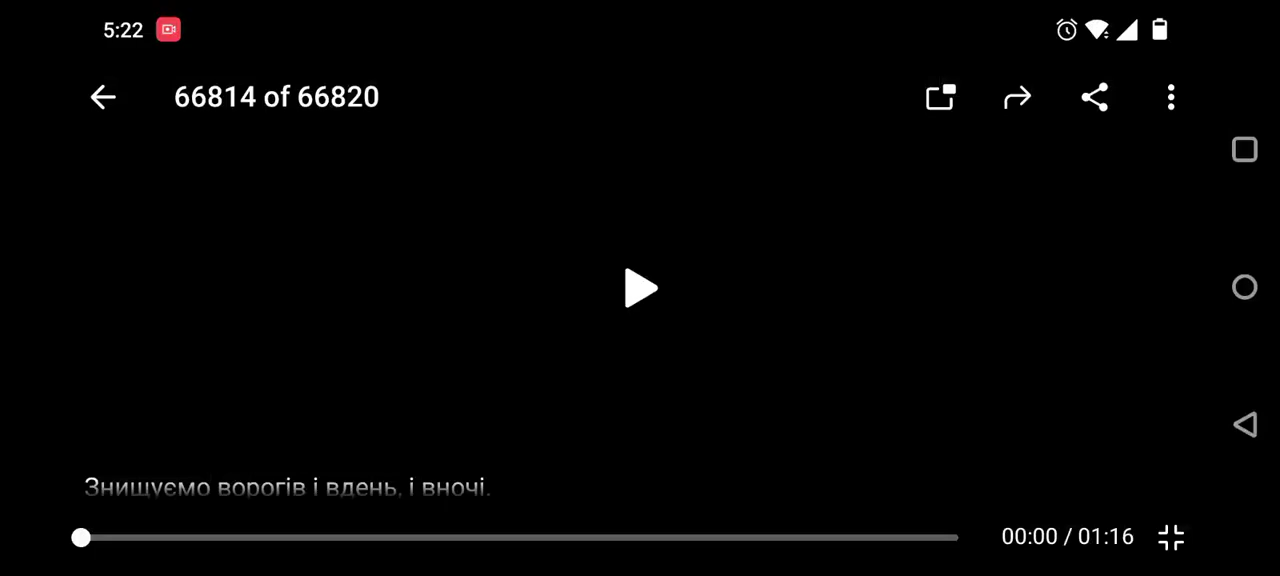 5:22
66814 of 66820
Знищуємо ворогів і вдень, і вночі.
00:00 / 01:16